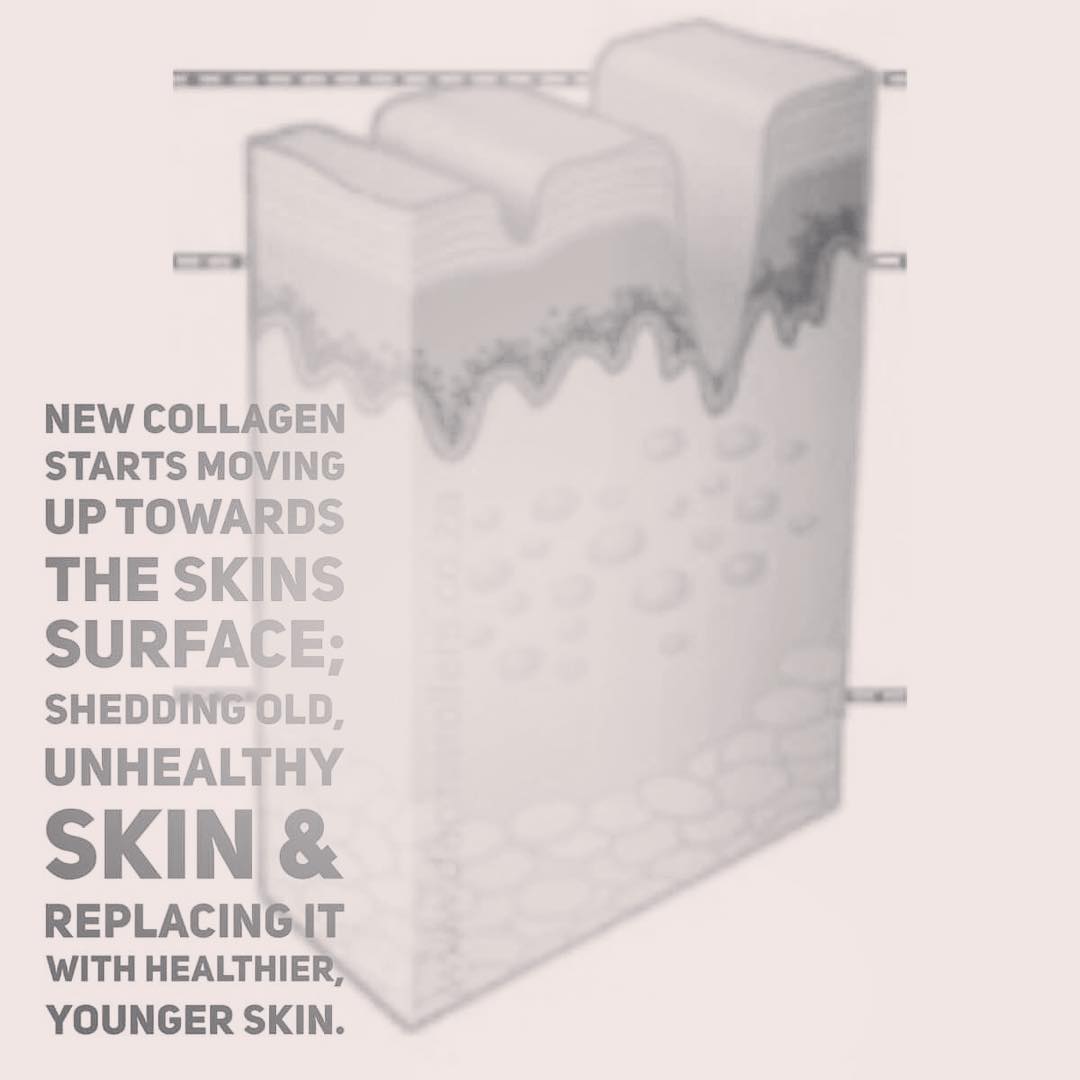 NEW COLLAGEN
STARTS MOVING
UP TOWARDS
THE SKINS
SURFACE;
SHEDDING OLD,
UNHEALTHY
SKIN &
REPLACING IT
WITH HEALTHIER,
YOUNGER SKIN.